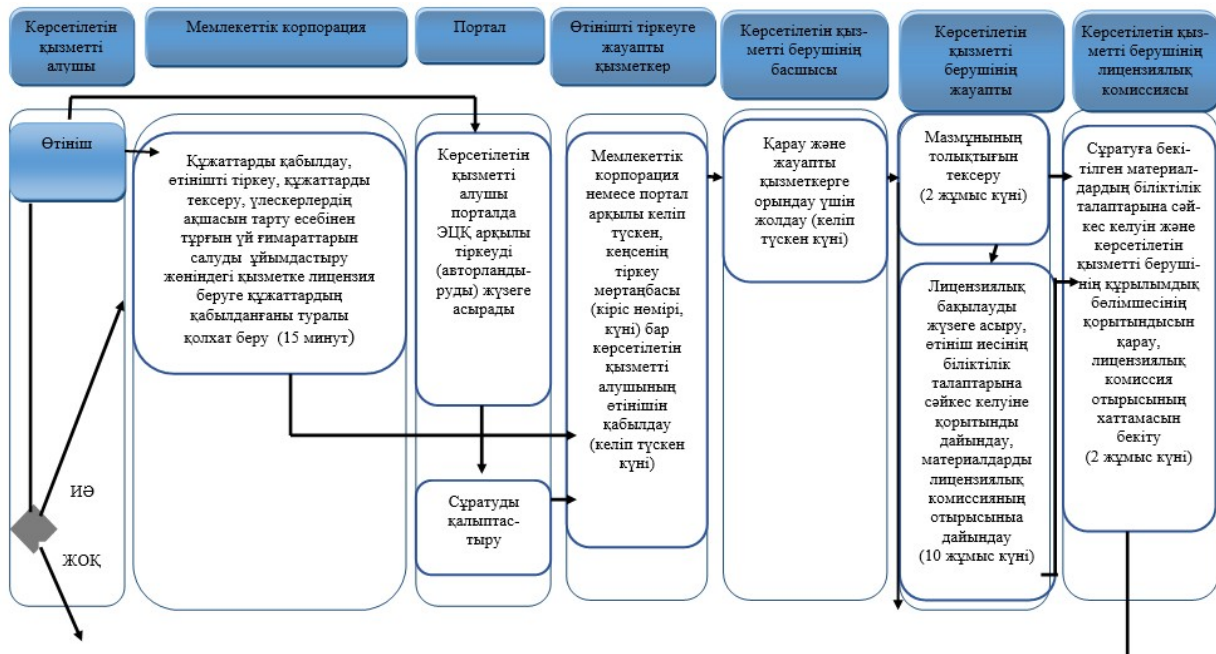 Көрсетілетін
қызметті
алушы
Мемлекеттік корпорация
Портал
Өтінішті тіркеуге
жауапты
қызметкер
Көрсетілетін қыз-
метті берушінің
басшысы
Көрсетілетін
қызметті
берушінің
жауапты
Көрсетілетін қыз-
метті берушінің
лицензиялық
комиссиясы
Өтініш
ИӘ
ЖОҚ
Құжаттарды қабылдау,
өтінішті тіркеу, құжаттарды
тексеру, үлескерлердің
ақшасын тарту есебінен
тұрғын үй ғимараттарын
салуды ұйымдастыру
жөніндегі қызметке лицензия
беруге құжаттардың
қабылданғаны туралы
қолхат беру (15 минут)
Көрсетілетін
қызметті
алушы
порталда
ЭЦҚ арқылы
тіркеуді
(авторланды-
руды) жүзеге
асырады
Сұратуды
қалыптас-
тыру
Мемлекеттік
корпорация
немесе портал
арқылы келіп
түскен,
кеңсенің
тіркеу
мөртаңбасы
(кіріс нөмірі,
күні) бар
көрсетілетін
қызметті
алушының
өтінішін
қабылдау
(келіп түскен
күні)
Қарау және
жауапты
қызметкерге
орындау үшін
жолдау (келіп
түскен күні)
Мазмұнының
толықтығын
тексеру
(2 жұмыс күні)
Лицензиялық
бақылауды
жүзеге асыру,
өтініш иесінің
біліктілік
талаптарына
сәйкес келуіне
қорытынды
дайындау,
материалдарды
лицензиялық
комиссияның
отырысыныа
дайындау
(10 жұмыс күні)
Сұратуға бекі-
тілген материал-
дардың біліктілік
талаптарына сәй-
кес келуін және
көрсетілетін
қызметті беруші-
нің құрылымдық
бөлімшесінің
қорытындысын
қарау,
лицензиялық
комиссия
отырысының
хаттамасын
бекіту
(2 жұмыс күні)